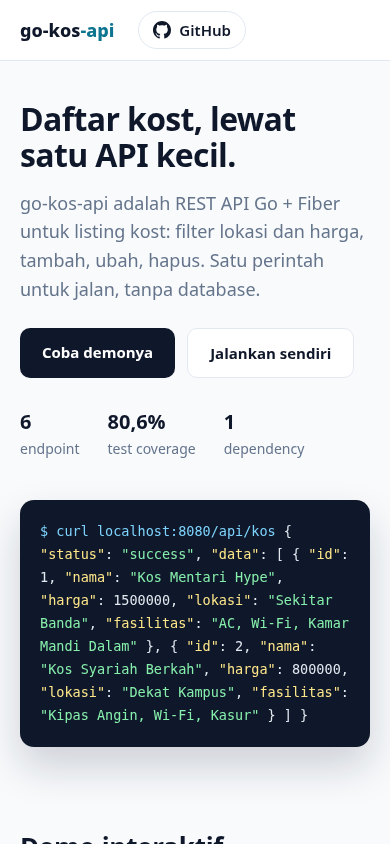 go-kos-api
GitHub
Daftar kost, lewat
satu API kecil.
go-kos-api adalah REST API Go + Fiber
untuk listing kost: filter lokasi dan harga,
tambah, ubah, hapus. Satu perintah
untuk jalan, tanpa database.
Coba demonya
Jalankan sendiri
6
endpoint
80,6%
test coverage
1
dependency
$ curl localhost:8080/api/kos {
"status": "success", "data": [ { "id":
1, "nama": "Kos Mentari Hype",
"harga": 1500000, "lokasi": "Sekitar
Banda", "fasilitas": "AC, Wi-Fi, Kamar
Mandi Dalam" }, { "id": 2, "nama":
"Kos Syariah Berkah", "harga": 800000,
"lokasi": "Dekat Kampus", "fasilitas":
"Kipas Angin, Wi-Fi, Kasur" } ] }
Demo interaktif